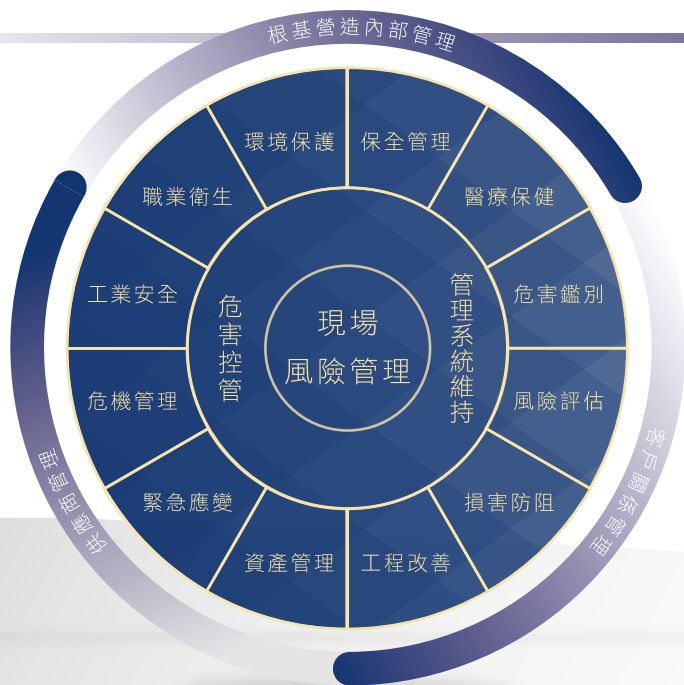 根基營造內部管理
環境保護
保全管理
職業衛生
醫療保健
工業安全
危害鑑別
危害控管
現場
風險管理
管理系統維持
危機管理
風險評估
緊急應變
損害防阻
資產管理
工程改善
供應商管理
客戶關係管理